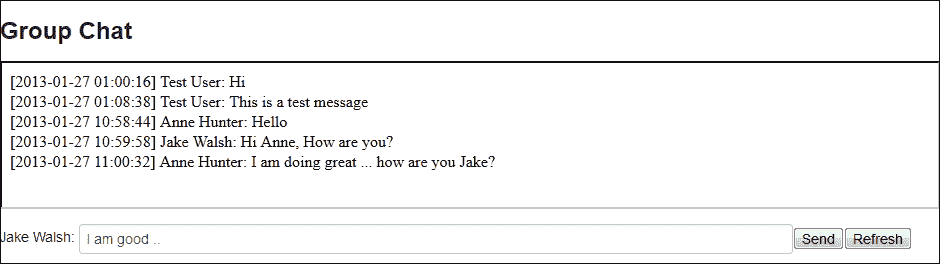 Group Chat
[2013-01-27 01:00:16] Test User: Hi
[2013-01-27 01:08:38] Test User: This is a test message
[2013-01-27 10:58:44] Anne Hunter: Hello
[2013-01-27 10:59:58] Jake Walsh: Hi Anne, How are you?
[2013-01-27 11:00:32] Anne Hunter: I am doing great ... how are you Jake?
Jake Walsh: I am good .. Send Refresh